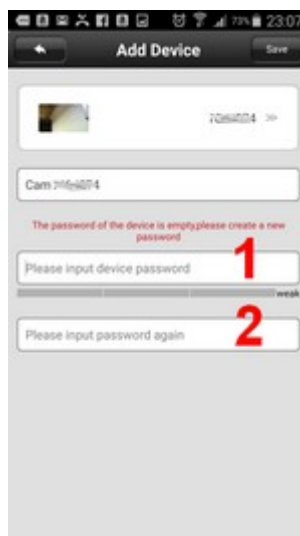 73% 23:07
Add Device
Save
Cam
The password of the device is empty,please create a new
password
Please input device password
1
weak
Please input password again
2